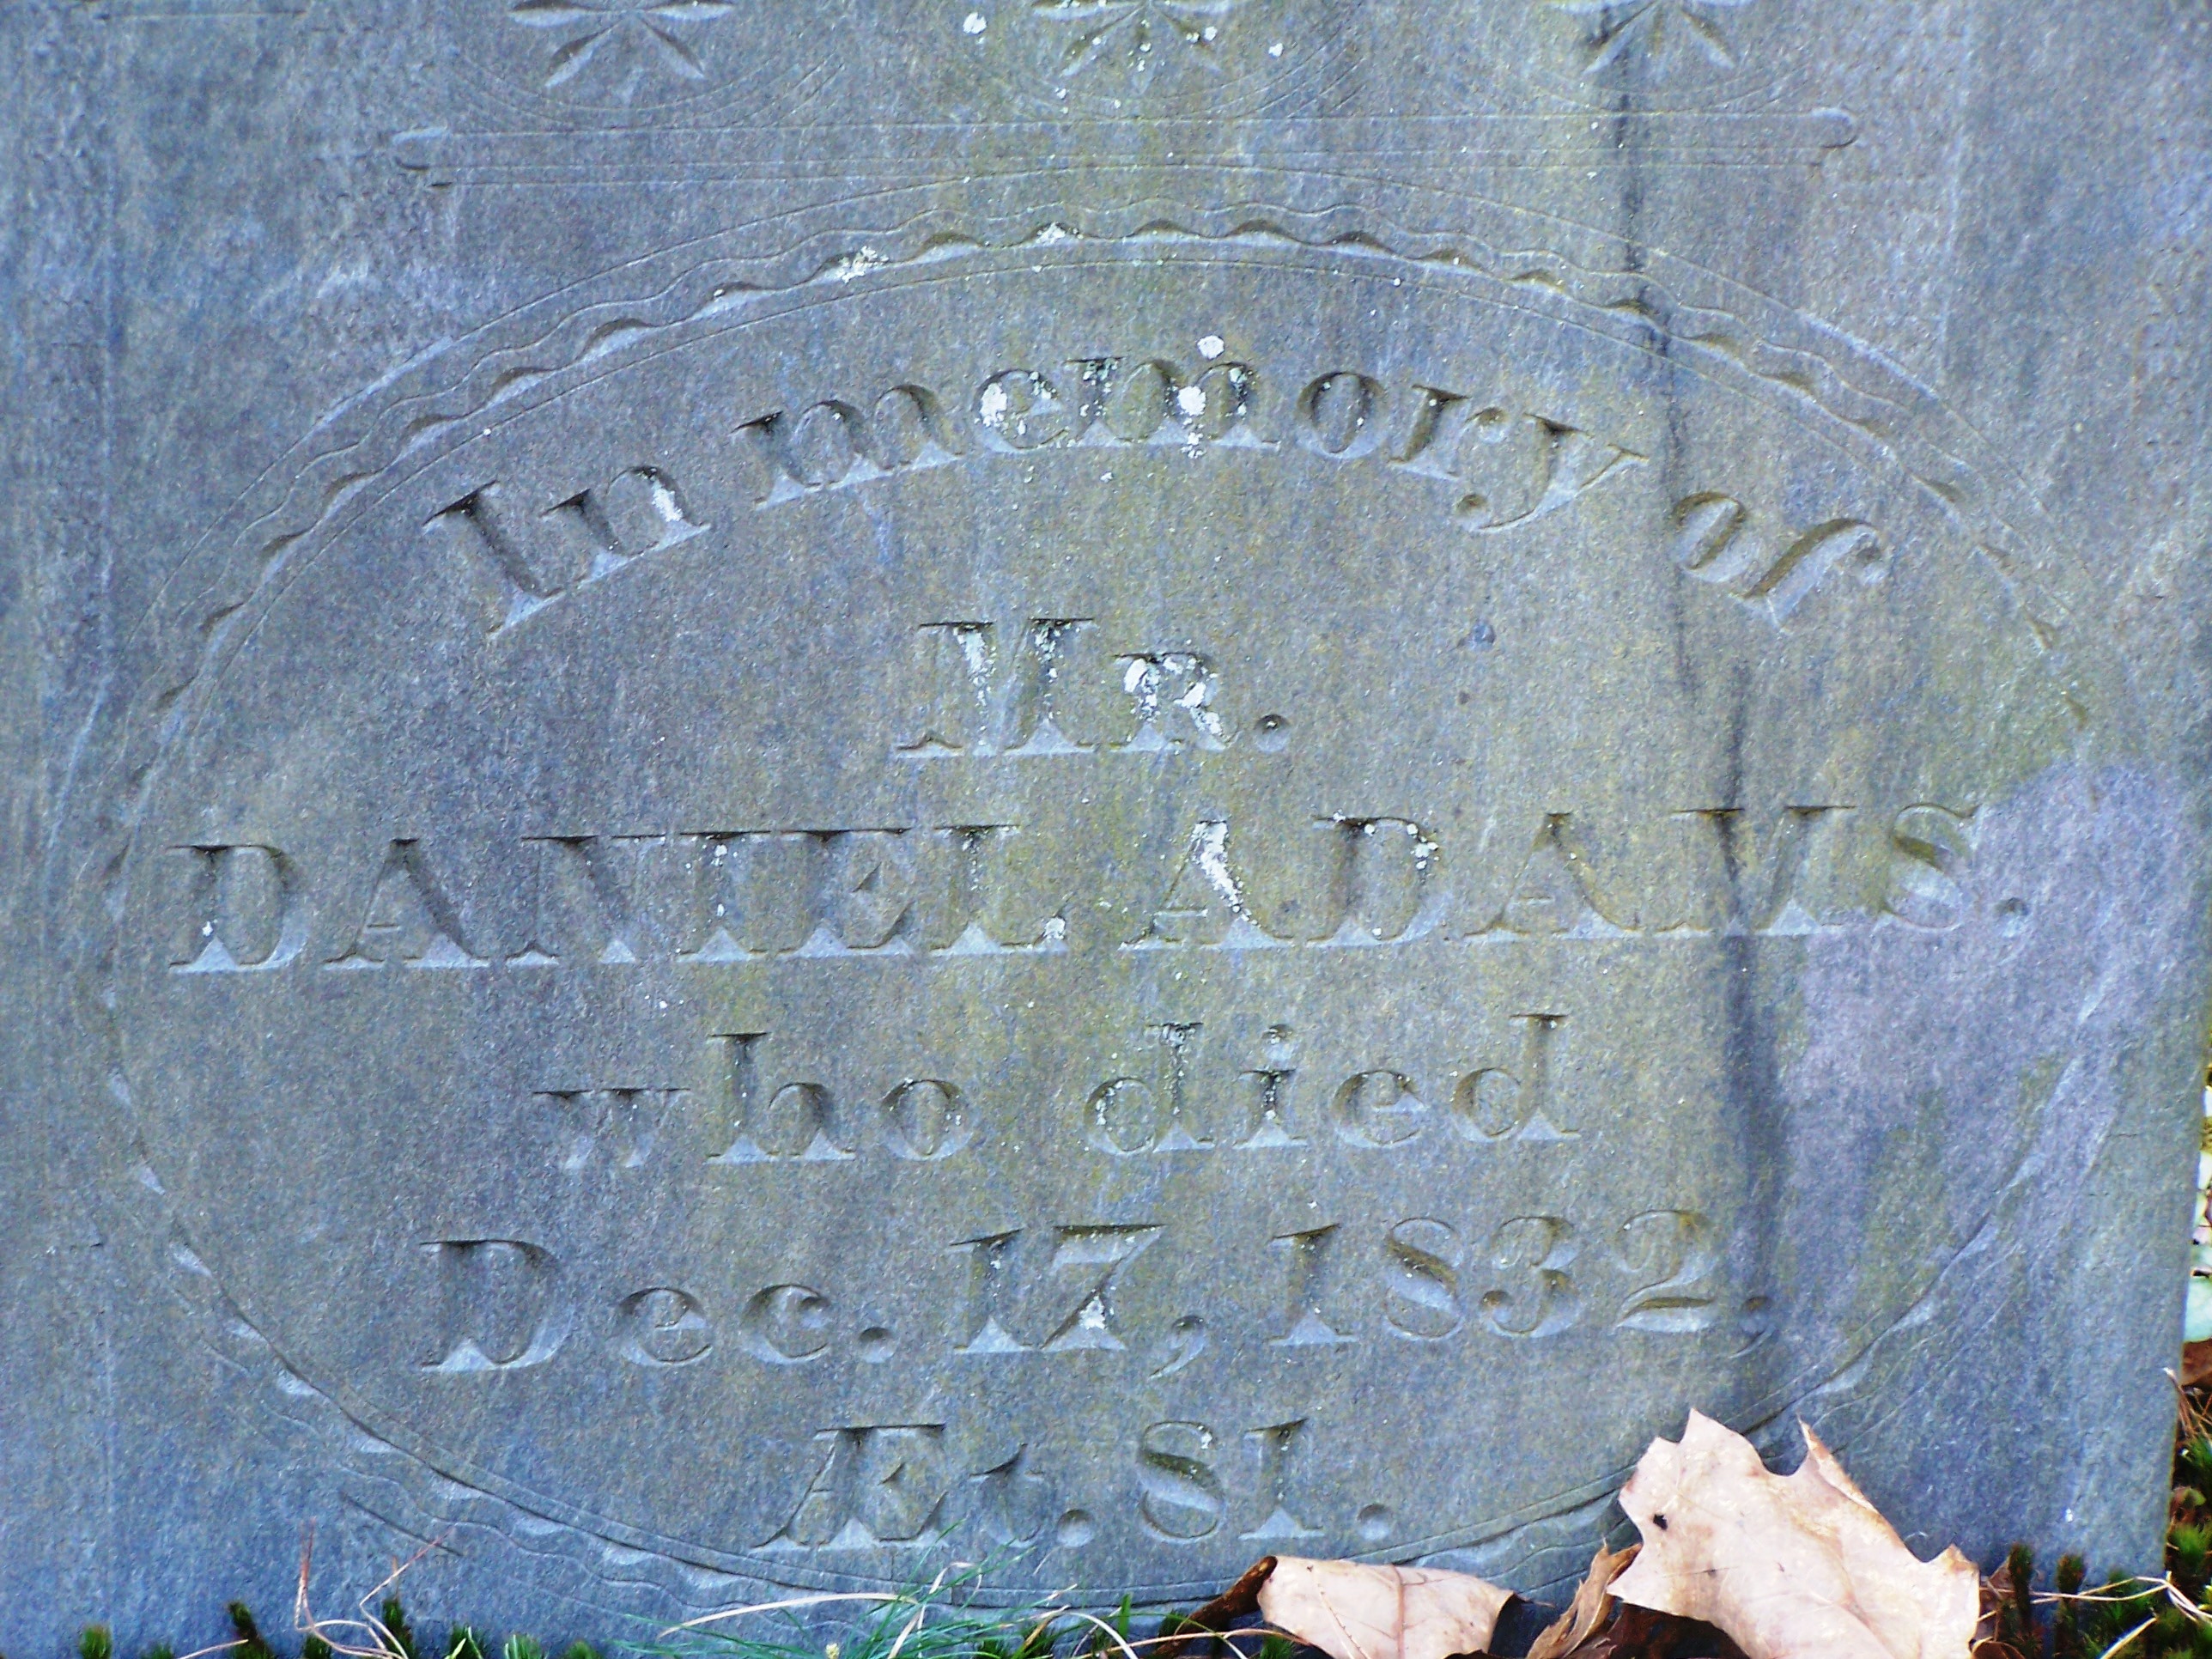 In memory of
Mr.
DANIEL ADAMS.
who died
Dec. 17, 1832,
Æt. 81.